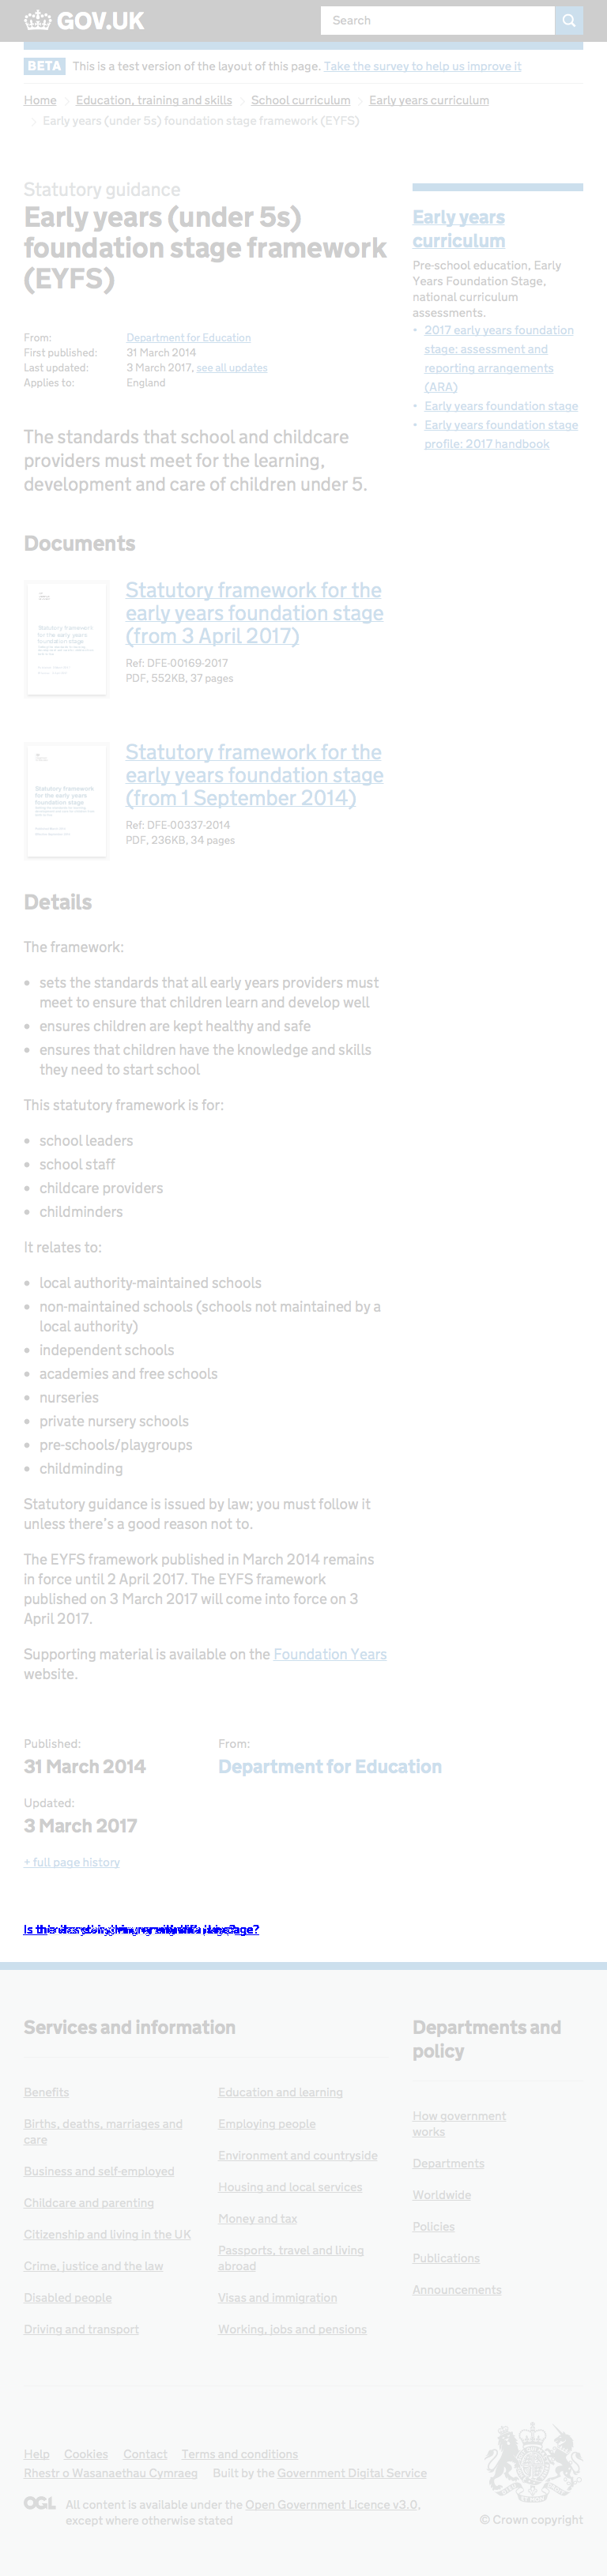 GOV.UK
Search
BETA This is a test version of the layout of this page. Take the survey to help us improve it
Home Education, training and skills School curriculum Early years curriculum
Early years (under 5s) foundation stage framework (EYFS)
Statutory guidance
Early years (under 5s)
foundation stage framework
(EYFS)
From: Department for Education
First published: 31 March 2014
Last updated: 3 March 2017, see all updates
Applies to: England
The standards that school and childcare
providers must meet for the learning,
development and care of children under 5.
Early years
curriculum
Pre-school education, Early
Years Foundation Stage,
national curriculum
assessments.
• 2017 early years foundation
stage: assessment and
reporting arrangements
(ARA)
• Early years foundation stage
• Early years foundation stage
profile: 2017 handbook
Documents
Statutory framework
for the early years
foundation stage
Statutory framework for the
early years foundation stage
(from 3 April 2017)
Ref: DFE-00169-2017
PDF, 552KB, 37 pages
Statutory framework
for the early years
foundation stage
Statutory framework for the
early years foundation stage
(from 1 September 2014)
Ref: DFE-00337-2014
PDF, 236KB, 34 pages
Details
The framework:
• sets the standards that all early years providers must
meet to ensure that children learn and develop well
• ensures children are kept healthy and safe
• ensures that children have the knowledge and skills
they need to start school
This statutory framework is for:
• school leaders
• school staff
• childcare providers
• childminders
It relates to:
• local authority-maintained schools
• non-maintained schools (schools not maintained by a
local authority)
• independent schools
• academies and free schools
• nurseries
• private nursery schools
• pre-schools/playgroups
• childminding
Statutory guidance is issued by law; you must follow it
unless there’s a good reason not to.
The EYFS framework published in March 2014 remains
in force until 2 April 2017. The EYFS framework
published on 3 March 2017 will come into force on 3
April 2017.
Supporting material is available on the Foundation Years
website.
Published: From:
31 March 2014 Department for Education
Updated:
3 March 2017
+ full page history
Services and information
Benefits
Births, deaths, marriages and
care
Business and self-employed
Childcare and parenting
Citizenship and living in the UK
Crime, justice and the law
Disabled people
Driving and transport
Education and learning
Employing people
Environment and countryside
Housing and local services
Money and tax
Passports, travel and living
abroad
Visas and immigration
Working, jobs and pensions
Departments and
policy
How government
works
Departments
Worldwide
Policies
Publications
Announcements
Help Cookies Contact Terms and conditions
Rhestr o Wasanaethau Cymraeg Built by the Government Digital Service
OGL All content is available under the Open Government Licence v3.0,
except where otherwise stated
© Crown copyright